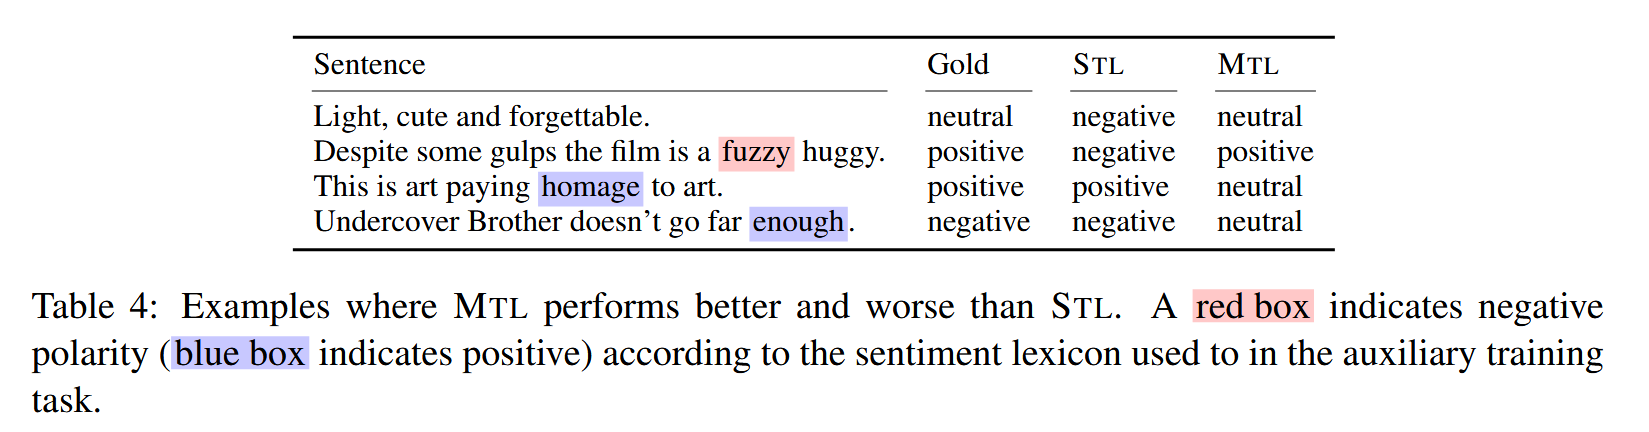 Sentence Gold STL MTL
Light, cute and forgettable. neutral negative neutral
Despite some gulps the film is a fuzzy huggy. positive negative positive
This is art paying homage to art. positive positive neutral
Undercover Brother doesn’t go far enough. negative negative neutral
Table 4: Examples where MTL performs better and worse than STL. A red box indicates negative
polarity (blue box indicates positive) according to the sentiment lexicon used to in the auxiliary training
task.